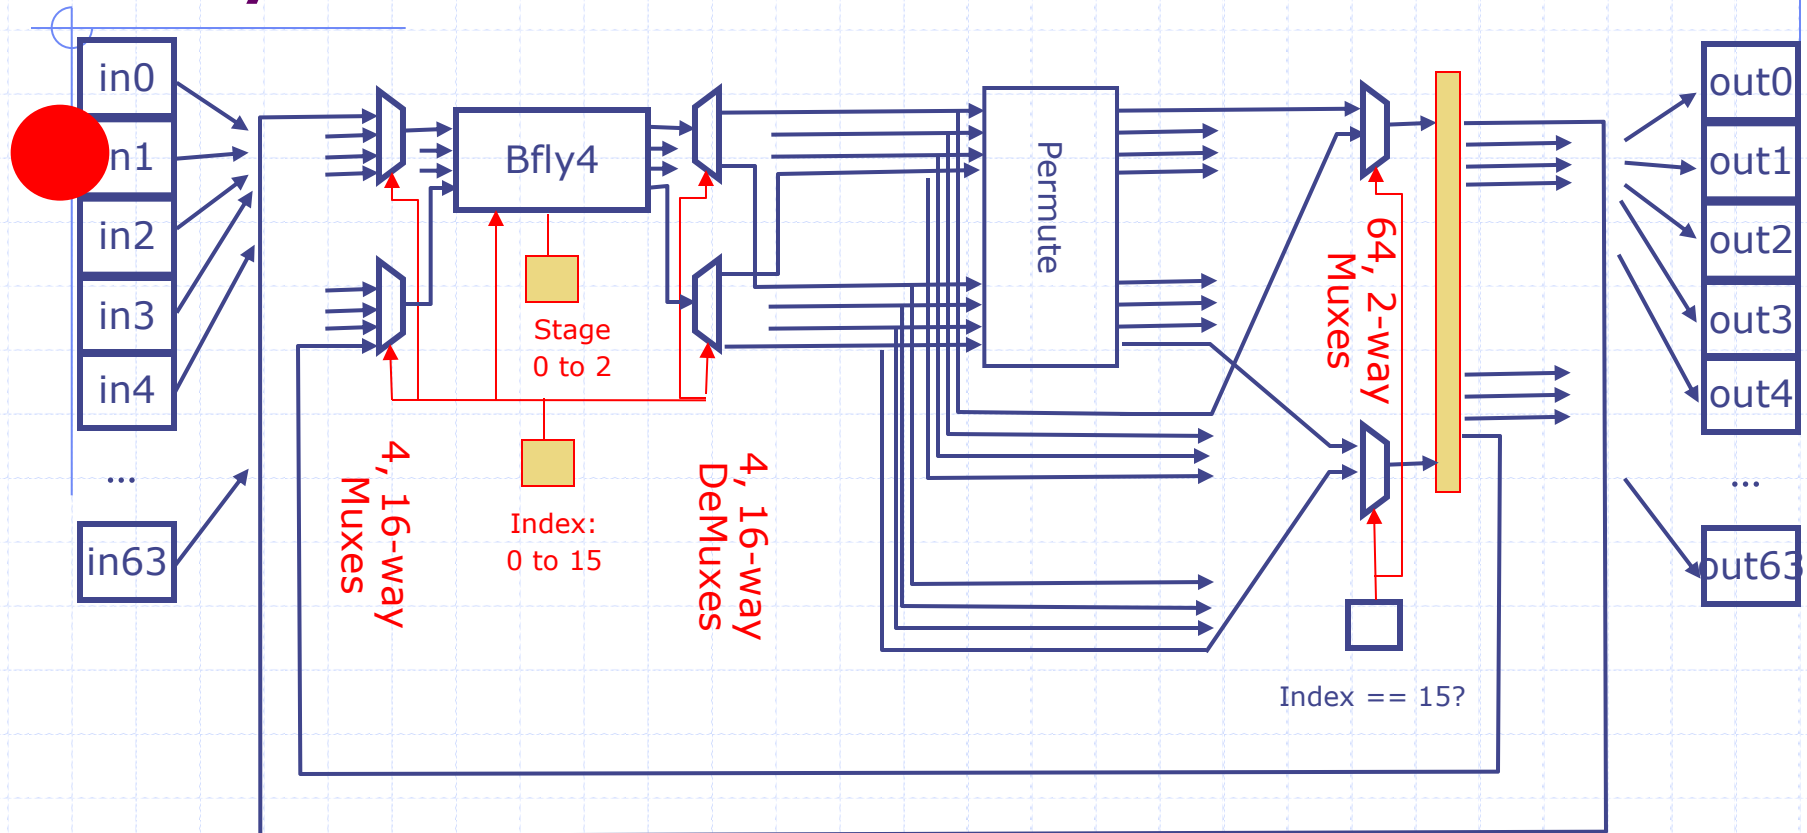 in0
n1
in2
in3
in4
...
in63
Bfly4
Stage
0 to 2
Index:
0 to 15
4, 16-way
Muxes
4, 16-way
DeMuxes
Permute
64, 2-way
Muxes
Index == 15?
out0
out1
out2
out3
out4
...
out63